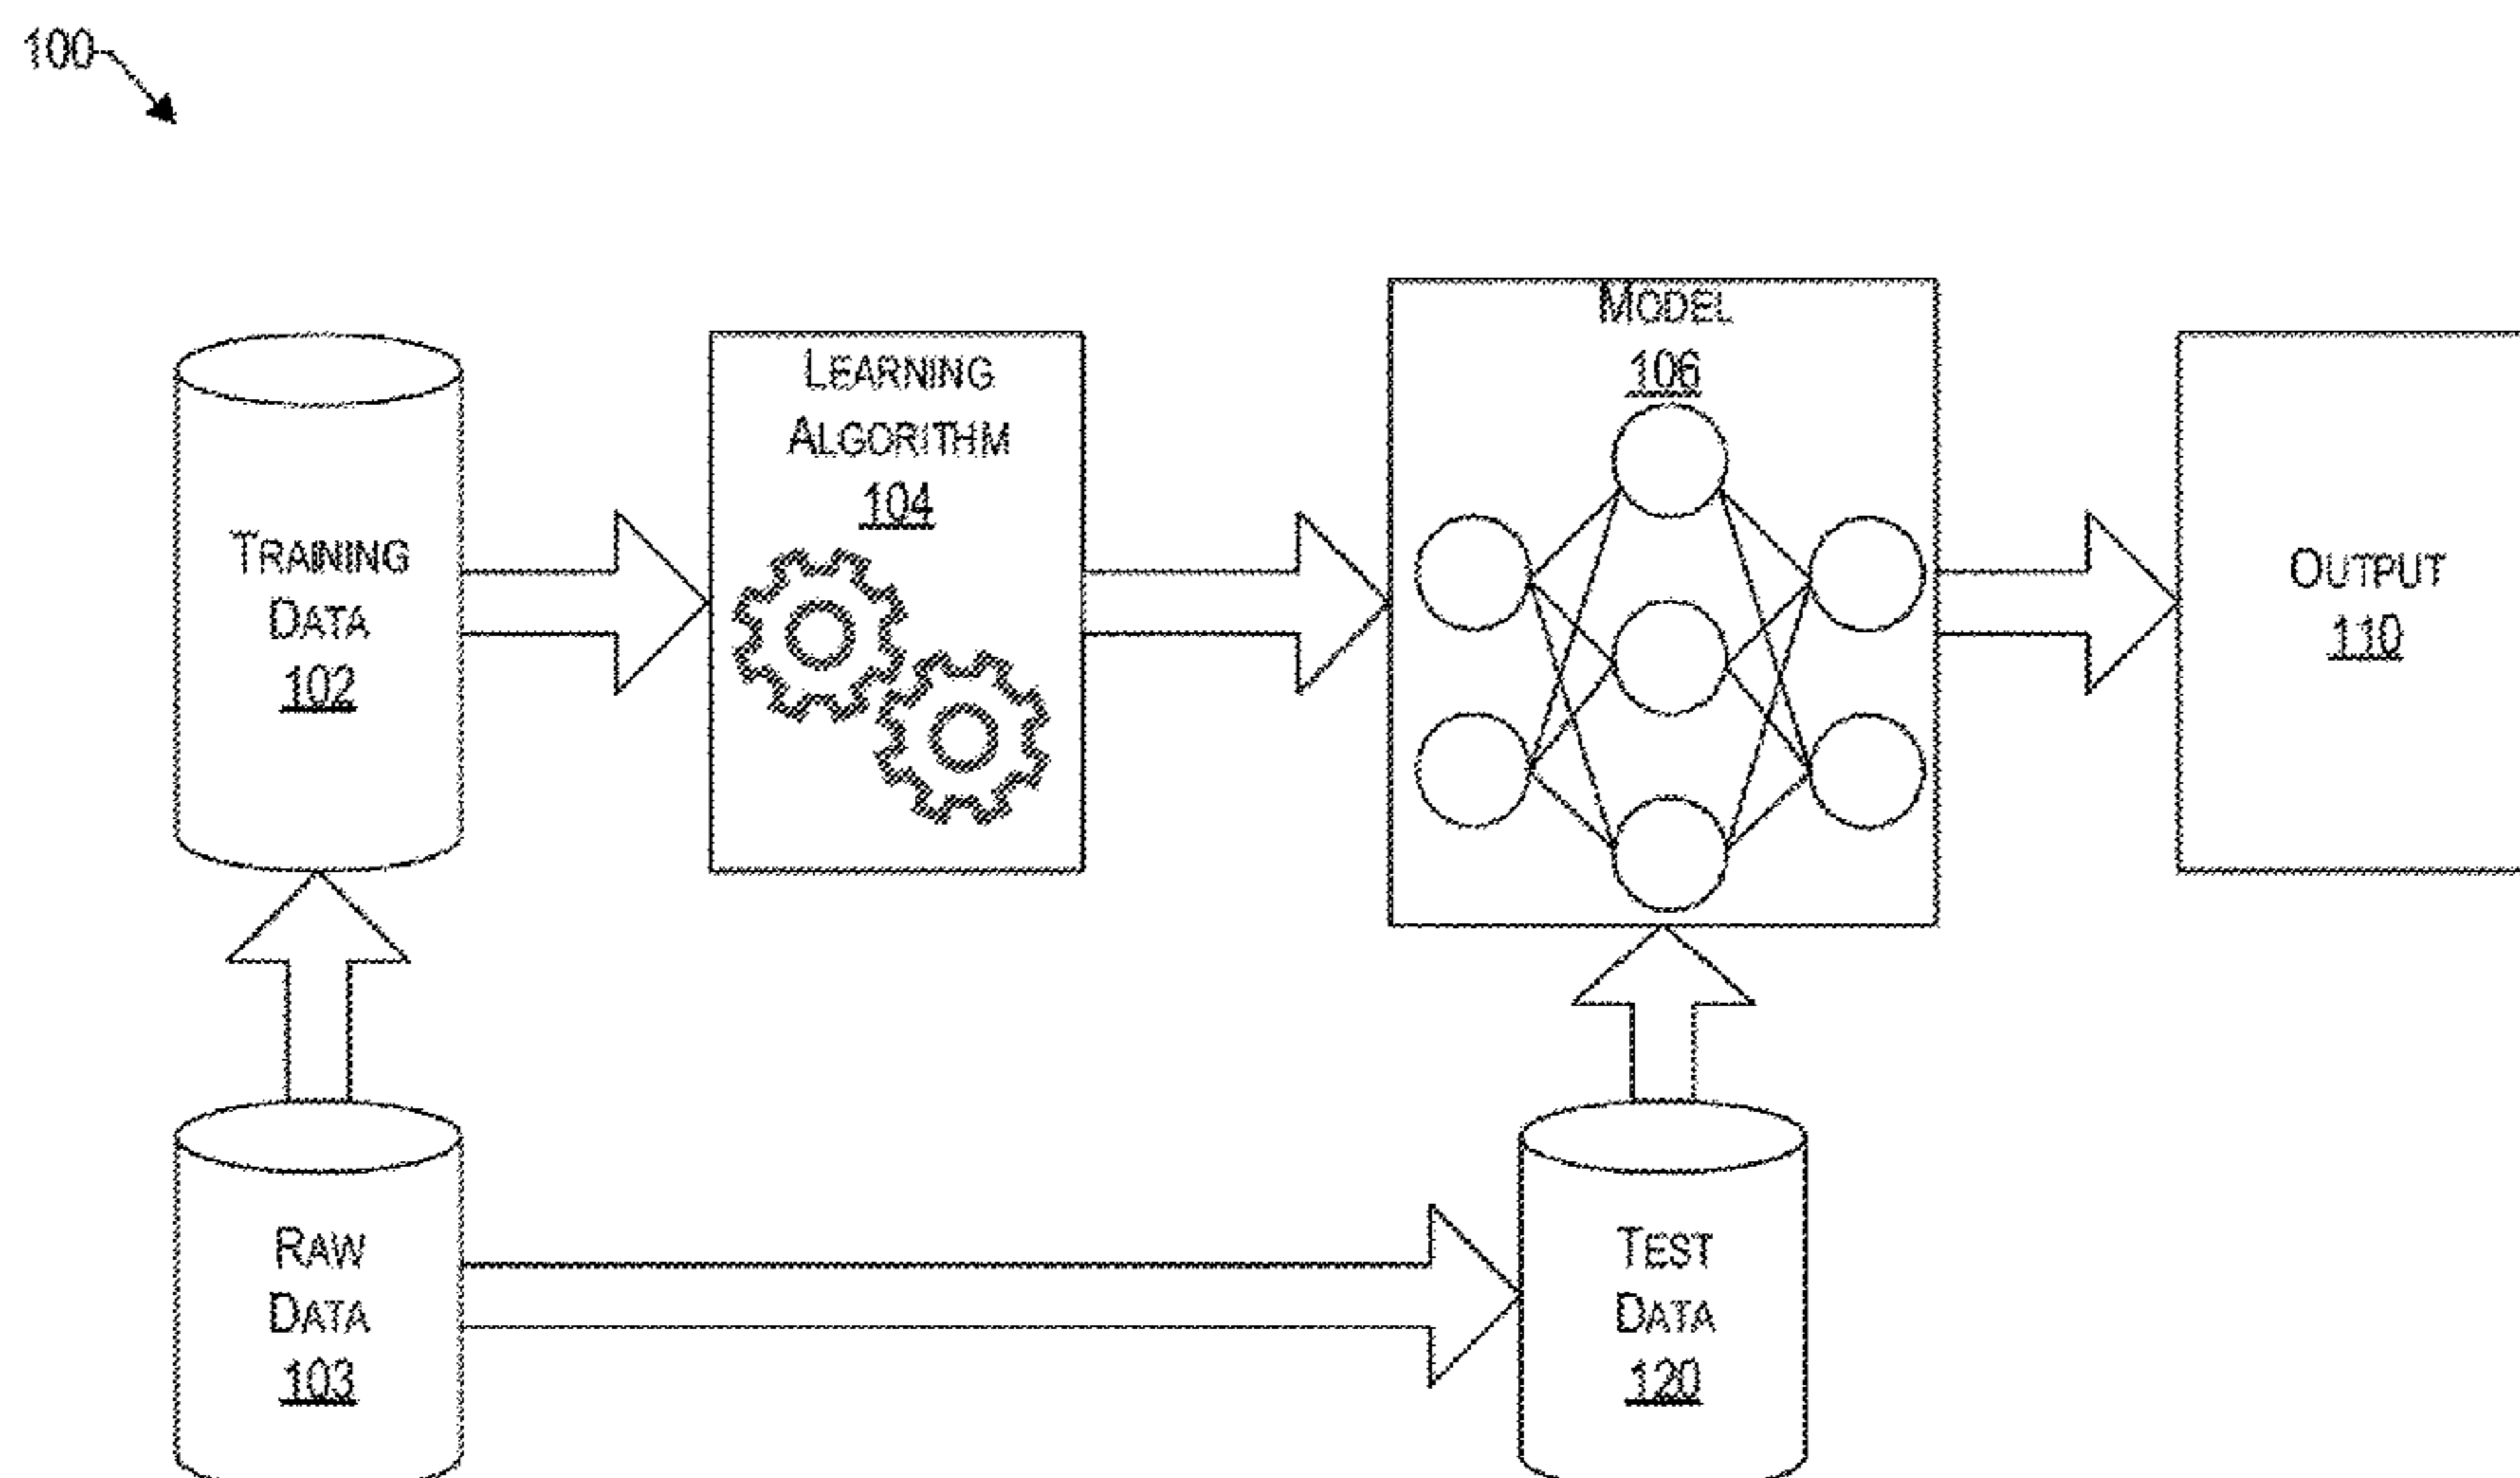 100
MODEL
106
LEARNING
ALGORITHM
104
TRAINING
DATA
102
OUTPUT
110
RAW
DATA
103
TEST
DATA
120